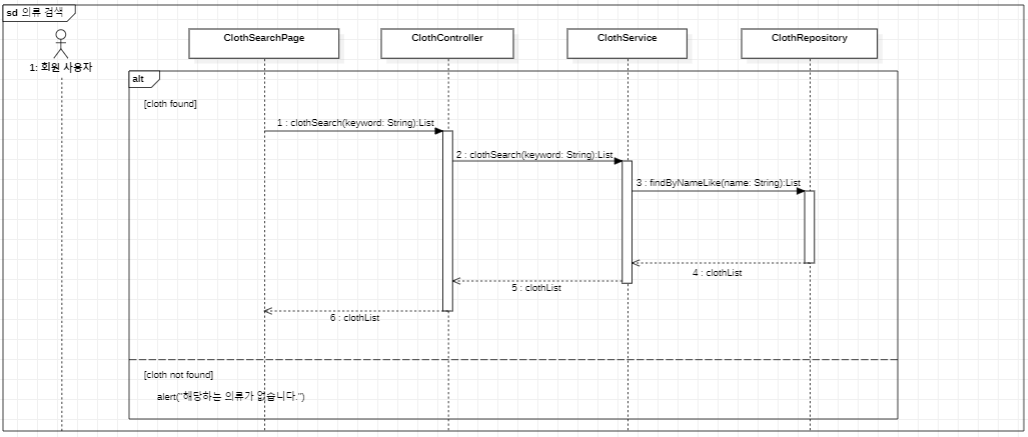 sd 의류 검색
1: 회원 사용자
ClothSearchPage
ClothController
ClothService
ClothRepository
alt
[cloth found]
1 : clothSearch(keyword: String):List
2 : clothSearch(keyword: String):List
3 : findByNameLike(name: String):List
4 : clothList
5 : clothList
6 : clothList
[cloth not found]
alert("해당하는 의류가 없습니다.")